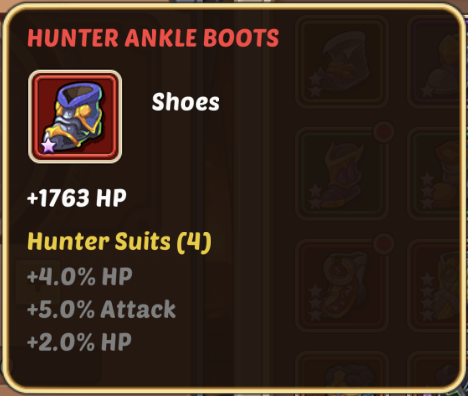 HUNTER ANKLE BOOTS
Shoes
+1763 HP
Hunter Suits (4)
+4.0% HP
+5.0% Attack
+2.0% HP